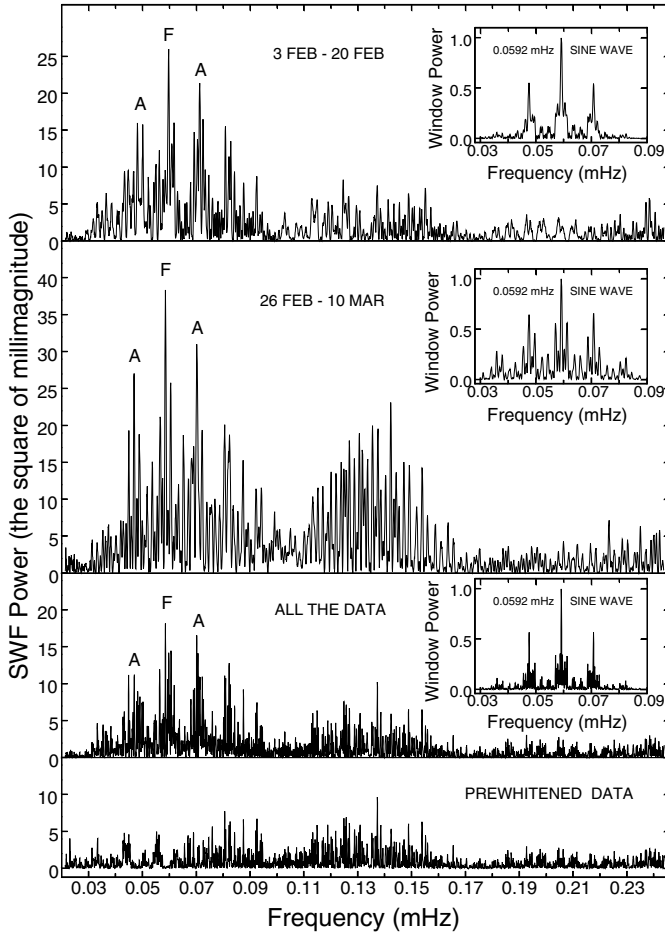 SWF Power (the square of millimagnitude)
3 FEB - 20 FEB
F
A
A
25
20
15
10
5
0
Window Power
0.0592 mHz SINE WAVE
1.0
0.5
0.0
0.03 0.05 0.07 0.09
Frequency (mHz)
26 FEB - 10 MAR
F
A
A
40
35
30
25
20
15
10
5
0
Window Power
0.0592 mHz SINE WAVE
1.0
0.5
0.0
0.03 0.05 0.07 0.09
Frequency (mHz)
ALL THE DATA
F
A
A
20
15
10
5
0
Window Power
0.0592 mHz SINE WAVE
1.0
0.5
0.0
0.03 0.05 0.07 0.09
Frequency (mHz)
PREWHITENED DATA
10
5
0
0.03 0.05 0.07 0.09 0.11 0.13 0.15 0.17 0.19 0.21 0.23
Frequency (mHz)